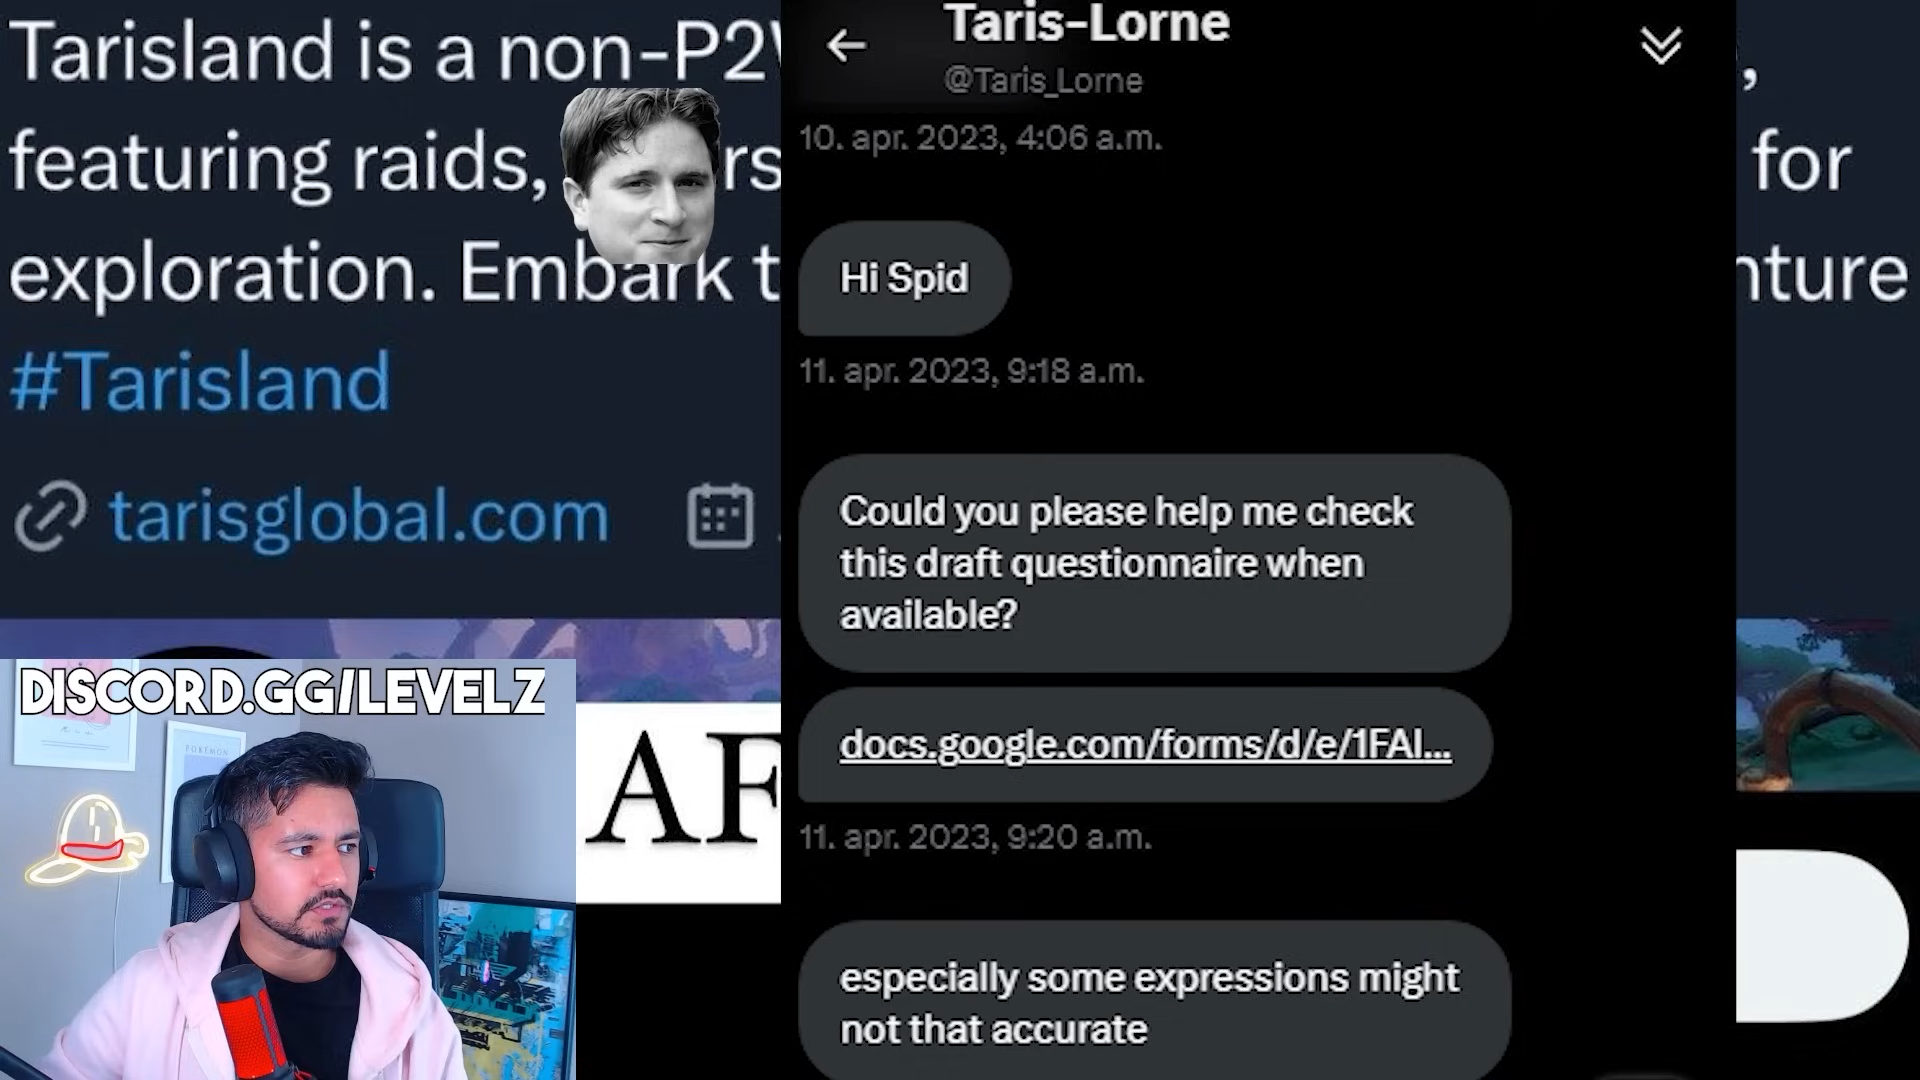 Tarisland is a non-P2
featuring raids,
exploration. Embark t
#Tarisland
tarisglobal.com
Taris-Lorne
@Taris_Lorne
10. apr. 2023, 4:06 a.m.
Hi Spid
11. apr. 2023, 9:18 a.m.
Could you please help me check
this draft questionnaire when
available?
docs.google.com/forms/d/e/1FAI...
11. apr. 2023, 9:20 a.m.
especially some expressions might
not that accurate
for
nture
DISCORD.GG/LEVELZ
POKÉMON
AF